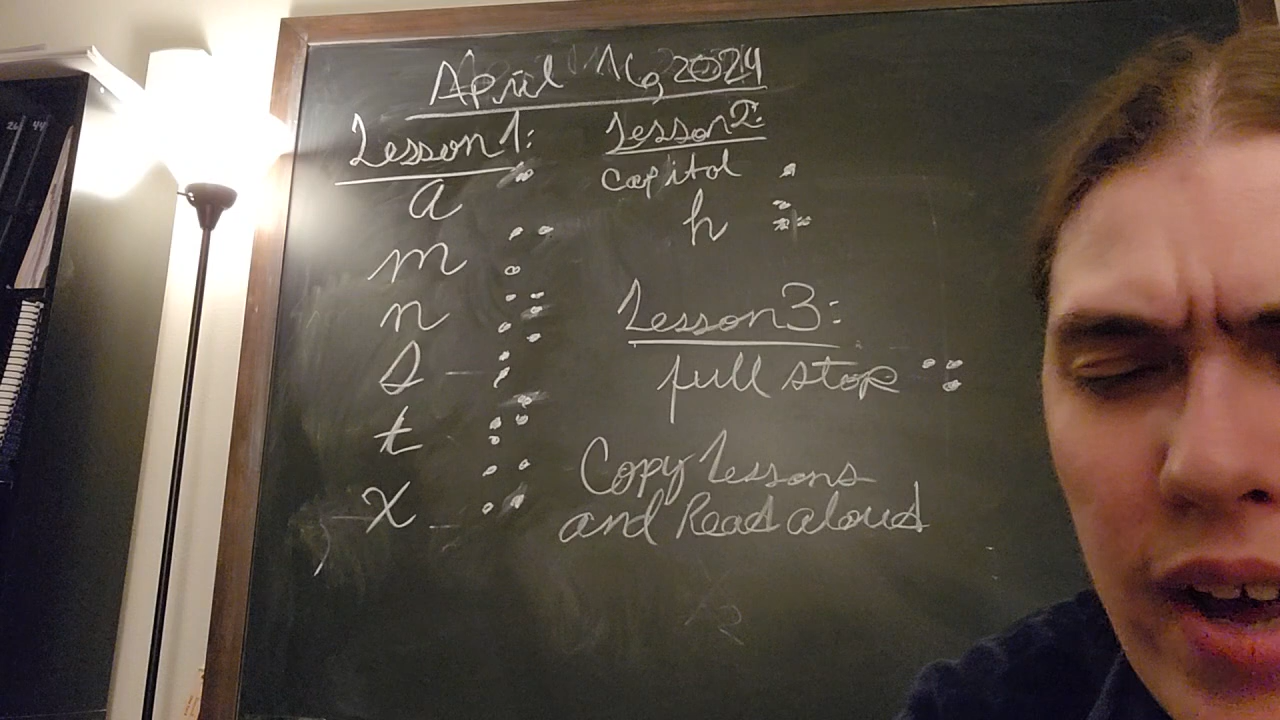 April 16, 2024
Lesson 1:
a
m
n
s
t
x
Lesson 2:
capitol
h
Lesson 3:
full stop
Copy Lessons
and Read aloud